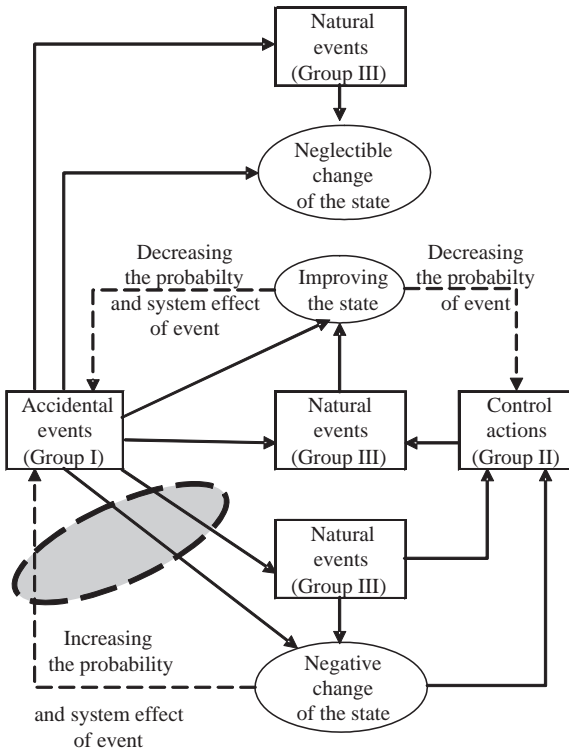 Natural
events
(Group III)
Neglectible
change
of the state
Decreasing
the probabilty
and system effect
of event
Improving
the state
Decreasing
the probabilty
of event
Accidental
events
(Group I)
Natural
events
(Group III)
Control
actions
(Group II)
Natural
events
(Group III)
Increasing
the probability
and system effect
of event
Negative
change
of the state